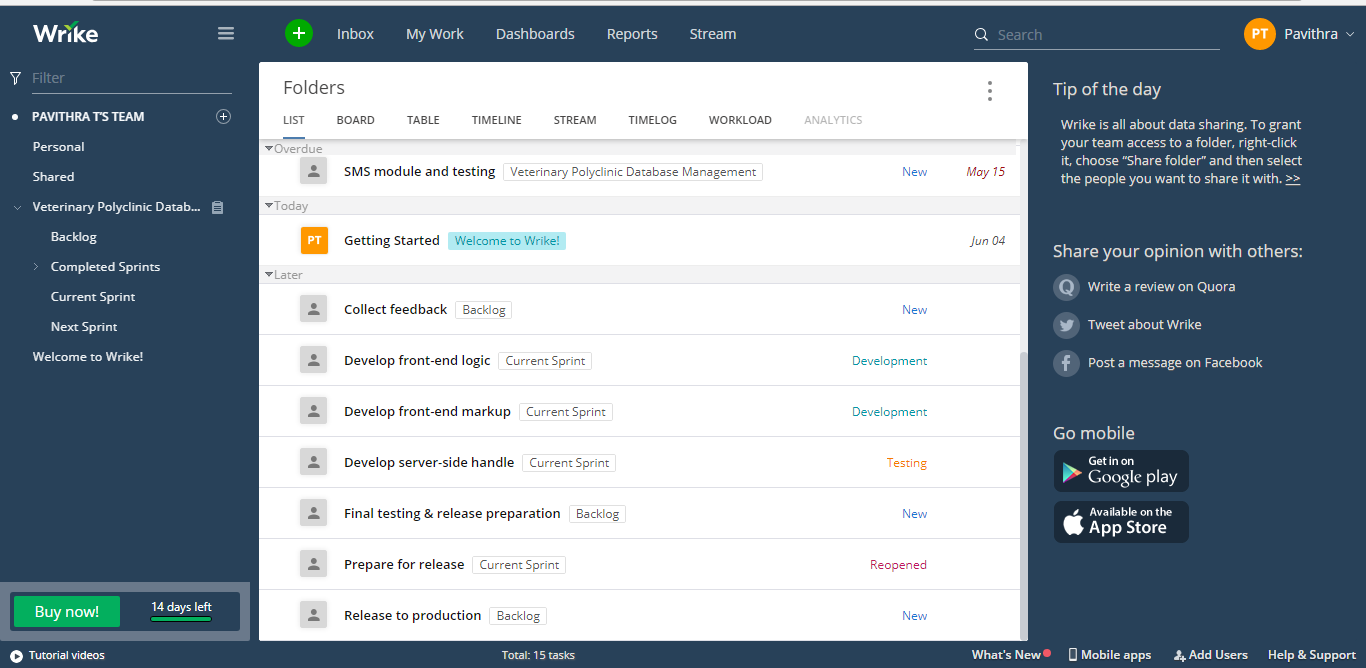 Wrike
Inbox
My Work
Dashboards
Reports
Stream
Search
PT
Pavithra
Filter
PAVITHRA T'S TEAM
Personal
Shared
Veterinary Polyclinic Datab...
Backlog
Completed Sprints
Current Sprint
Next Sprint
Welcome to Wrike!
Buy now!
14 days left
Tutorial videos
Folders
LIST BOARD TABLE TIMELINE STREAM TIMELOG WORKLOAD ANALYTICS
Overdue
SMS module and testing Veterinary Polyclinic Database Management New May 15
Today
PT Getting Started Welcome to Wrike! Jun 04
Later
Collect feedback Backlog New
Develop front-end logic Current Sprint Development
Develop front-end markup Current Sprint Development
Develop server-side handle Current Sprint Testing
Final testing & release preparation Backlog New
Prepare for release Current Sprint Reopened
Release to production Backlog New
Total: 15 tasks
Tip of the day
Wrike is all about data sharing. To grant
your team access to a folder, right-click
it, choose “Share folder” and then select
the people you want to share it with. >>
Share your opinion with others:
Write a review on Quora
Tweet about Wrike
Post a message on Facebook
Go mobile
Get in on
Google play
Available on the
App Store
What's New
Mobile apps
Add Users
Help & Support